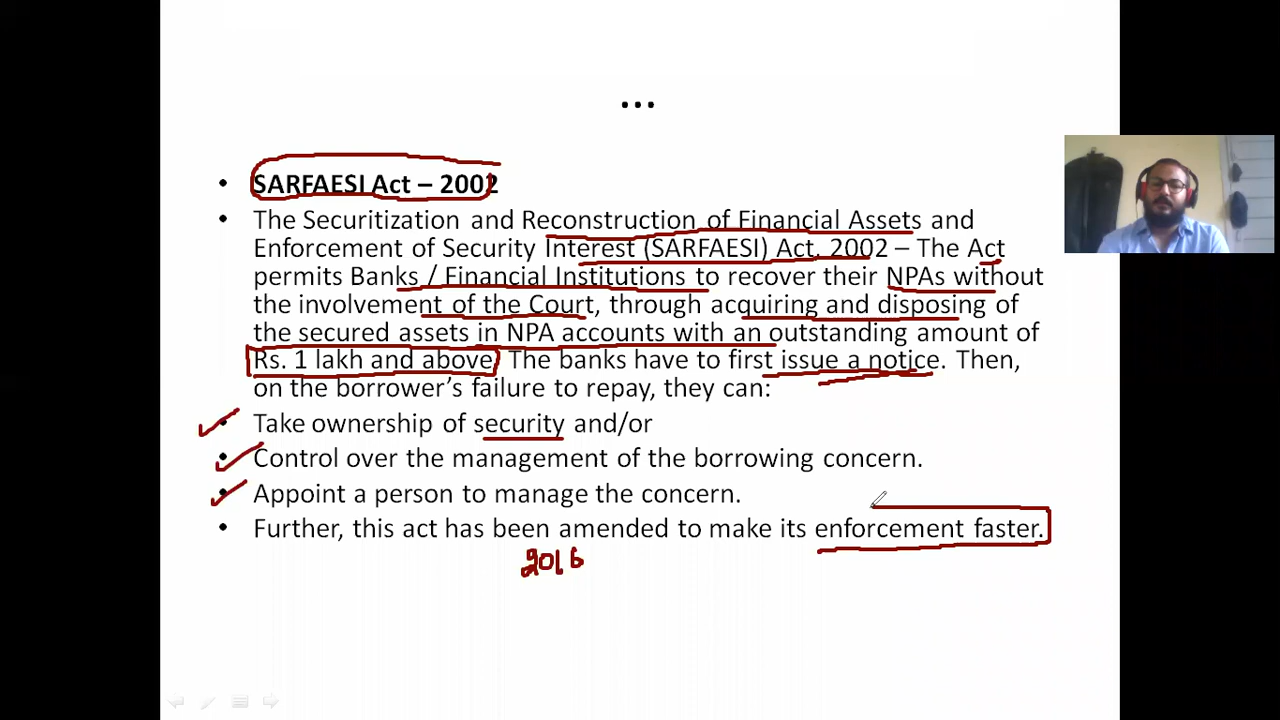 ...
• SARFAESI Act – 2002
• The Securitization and Reconstruction of Financial Assets and
Enforcement of Security Interest (SARFAESI) Act, 2002 – The Act
permits Banks / Financial Institutions to recover their NPAs without
the involvement of the Court, through acquiring and disposing of
the secured assets in NPA accounts with an outstanding amount of
Rs. 1 lakh and above. The banks have to first issue a notice. Then,
on the borrower’s failure to repay, they can:
• Take ownership of security and/or
• Control over the management of the borrowing concern.
• Appoint a person to manage the concern.
• Further, this act has been amended to make its enforcement faster.
2016